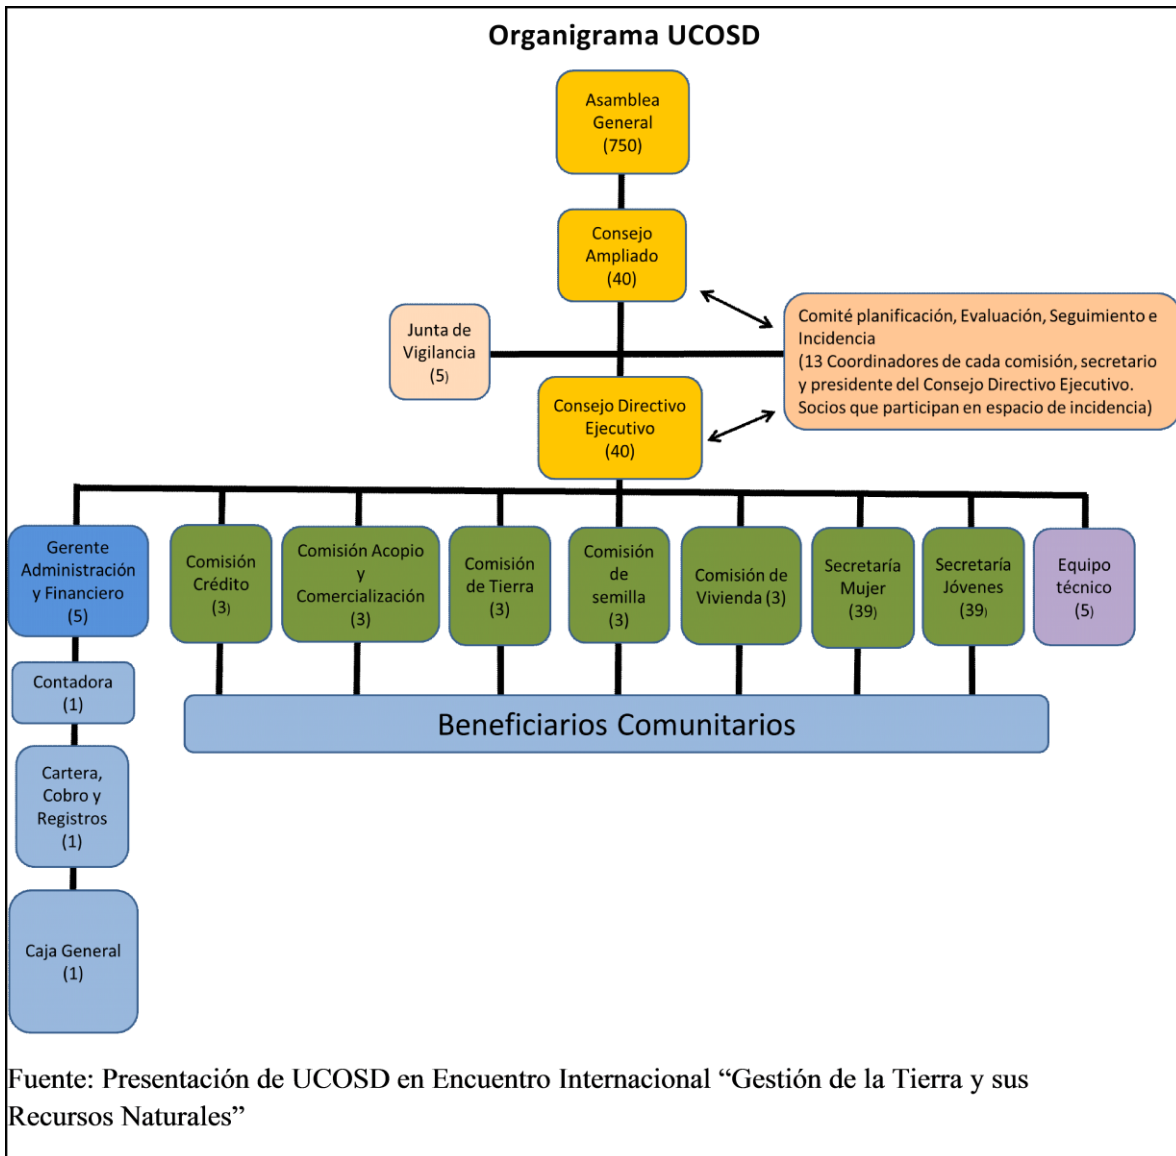 Organigrama UCOSD
Asamblea
General
(750)
Consejo
Ampliado
(40)
Junta de
Vigilancia
(5)
Comité planificación, Evaluación, Seguimiento e
Incidencia
(13 Coordinadores de cada comisión, secretario
y presidente del Consejo Directivo Ejecutivo.
Socios que participan en espacio de incidencia)
Consejo Directivo
Ejecutivo
(40)
Gerente
Administración
y Financiero
(5)
Comisión
Crédito
(3)
Comisión Acopio
y
Comercialización
(3)
Comisión
de Tierra
(3)
Comisión
de
semilla
(3)
Comisión de
Vivienda (3)
Secretaría
Mujer
(39)
Secretaría
Jóvenes
(39)
Equipo
técnico
(5)
Contadora
(1)
Beneficiarios Comunitarios
Cartera,
Cobro y
Registros
(1)
Caja General
(1)
Fuente: Presentación de UCOSD en Encuentro Internacional “Gestión de la Tierra y sus
Recursos Naturales”